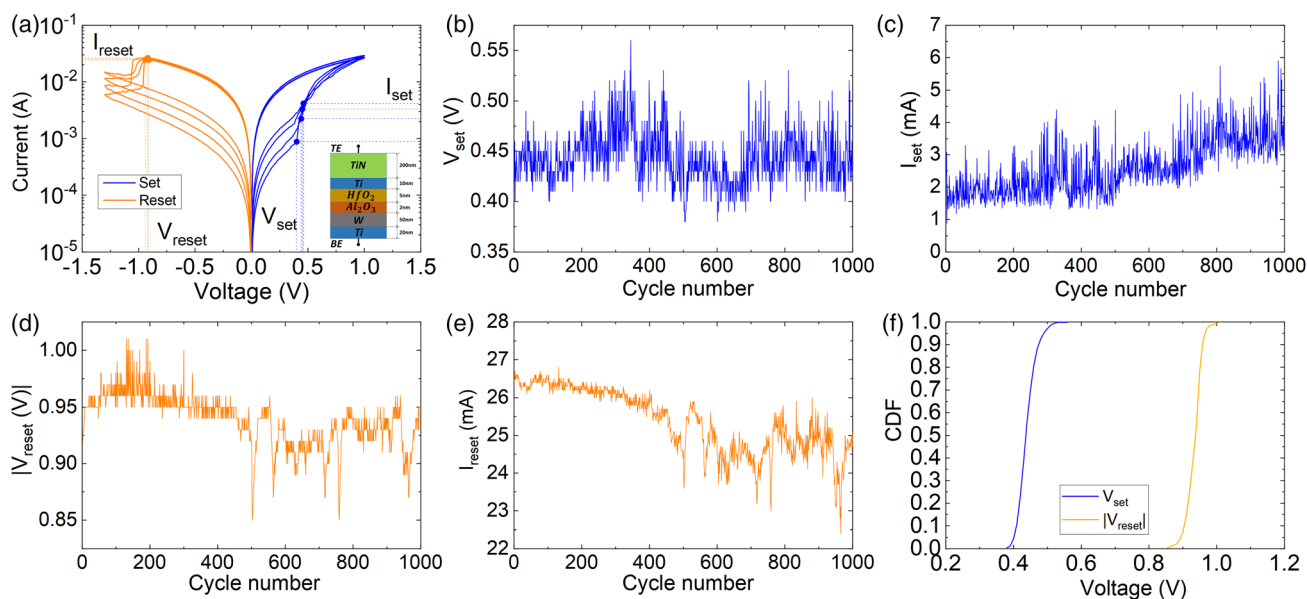 (a)
10⁻¹
10⁻²
10⁻³
10⁻⁴
10⁻⁵
Current (A)
I_reset
I_set
Set
Reset
V_reset
V_set
TE
TiN 200nm
Ti 10nm
HfO₂ 5nm
Al₂O₃ 2nm
W 50nm
Ti 20nm
BE
-1.5 -1.0 -0.5 0.0 0.5 1.0 1.5
Voltage (V)
(b)
0.55
0.50
0.45
0.40
0.35
V_set (V)
0 200 400 600 800 1000
Cycle number
(c)
7
6
5
4
3
2
1
0
I_set (mA)
0 200 400 600 800 1000
Cycle number
(d)
1.00
0.95
0.90
0.85
|V_reset (V)|
0 200 400 600 800 1000
Cycle number
(e)
28
27
26
25
24
23
22
I_reset (mA)
0 200 400 600 800 1000
Cycle number
(f)
1.0
0.9
0.8
0.7
0.6
0.5
0.4
0.3
0.2
0.1
0.0
CDF
V_set
|V_reset|
0.2 0.4 0.6 0.8 1.0 1.2
Voltage (V)